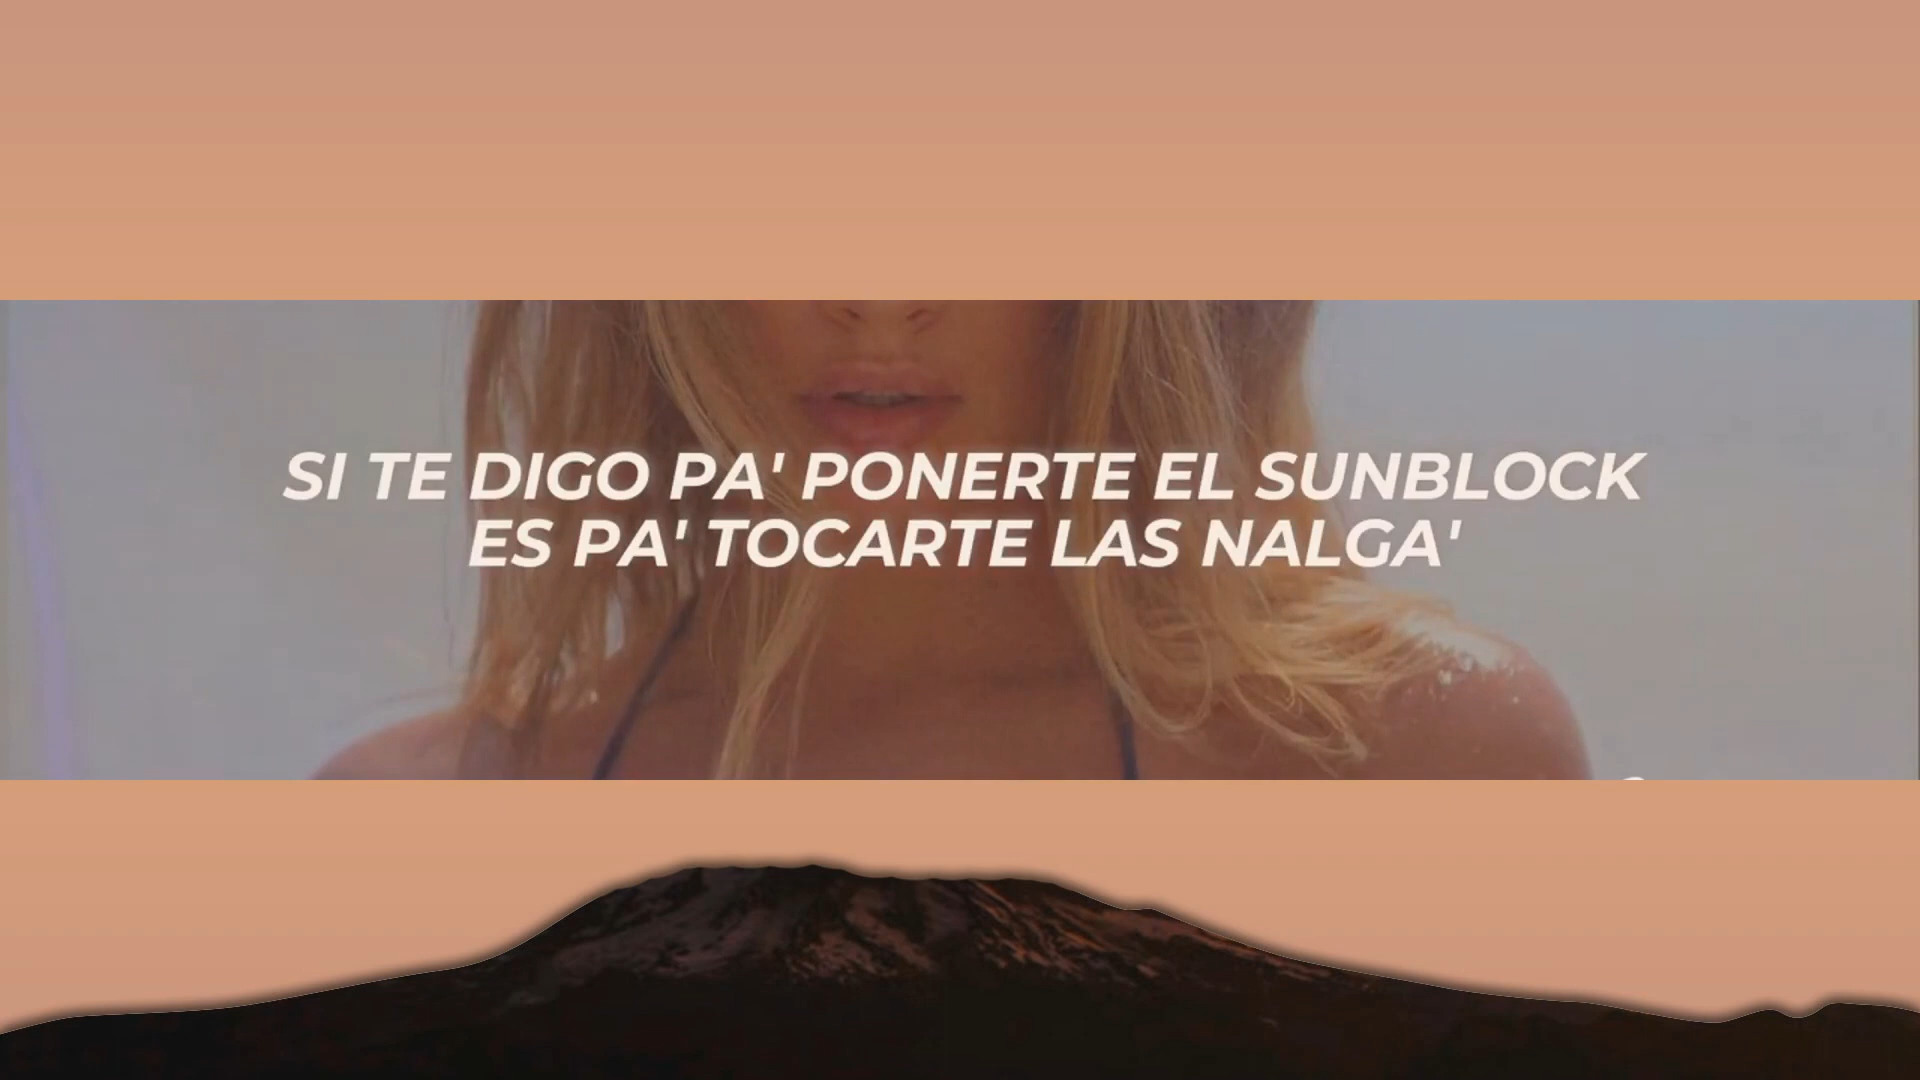 SI TE DIGO PA' PONERTE EL SUNBLOCK
ES PA' TOCARTE LAS NALGA'